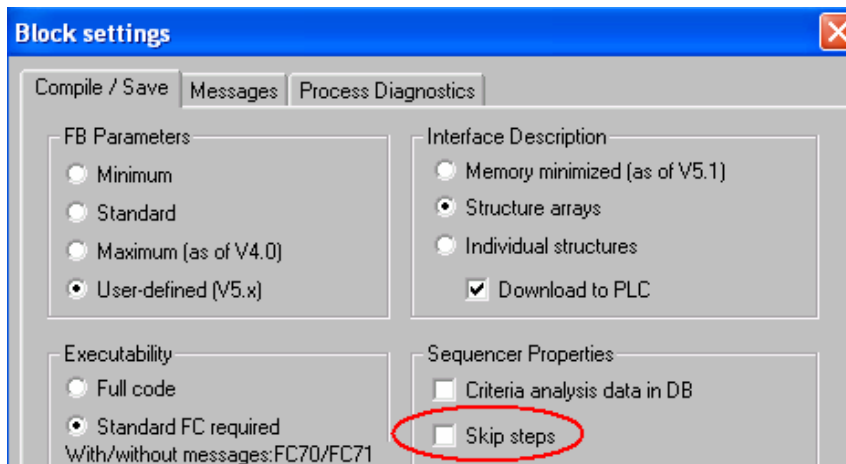 Block settings
Compile / Save Messages Process Diagnostics
FB Parameters
Minimum
Standard
Maximum (as of V4.0)
User-defined (V5.x)
Interface Description
Memory minimized (as of V5.1)
Structure arrays
Individual structures
Download to PLC
Executability
Full code
Standard FC required
With/without messages:FC70/FC71
Sequencer Properties
Criteria analysis data in DB
Skip steps